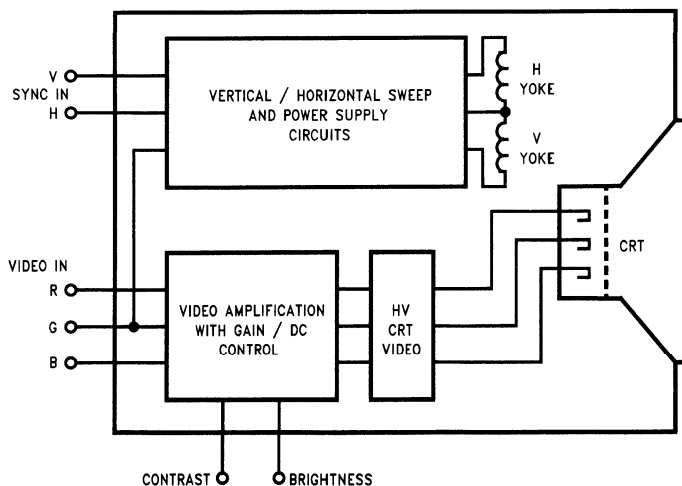 V
SYNC IN
H
VERTICAL / HORIZONTAL SWEEP
AND POWER SUPPLY
CIRCUITS
H
YOKE
V
YOKE
VIDEO IN
R
G
B
VIDEO AMPLIFICATION
WITH GAIN / DC
CONTROL
HV
CRT
VIDEO
CRT
CONTRAST
BRIGHTNESS